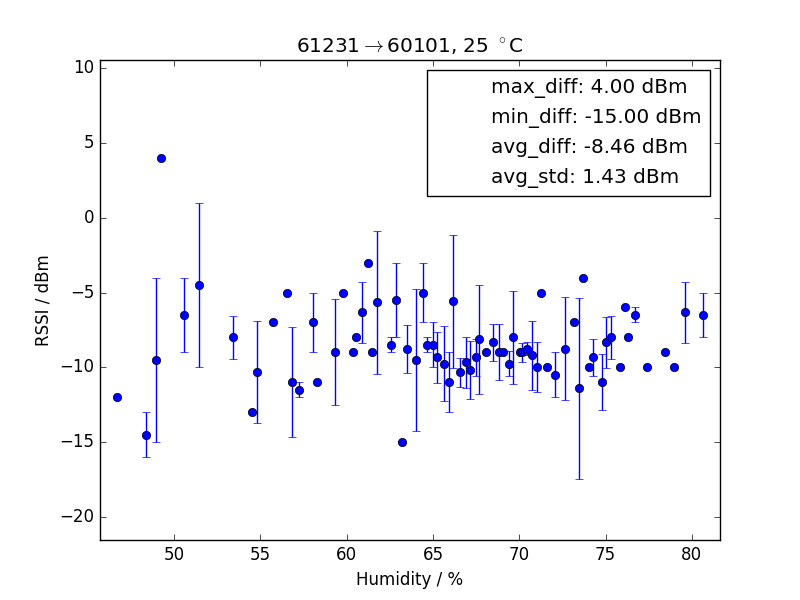 61231→60101, 25 °C
max_diff: 4.00 dBm
min_diff: -15.00 dBm
avg_diff: -8.46 dBm
avg_std: 1.43 dBm
10
5
0
−5
−10
−15
−20
RSSI / dBm
50 55 60 65 70 75 80
Humidity / %